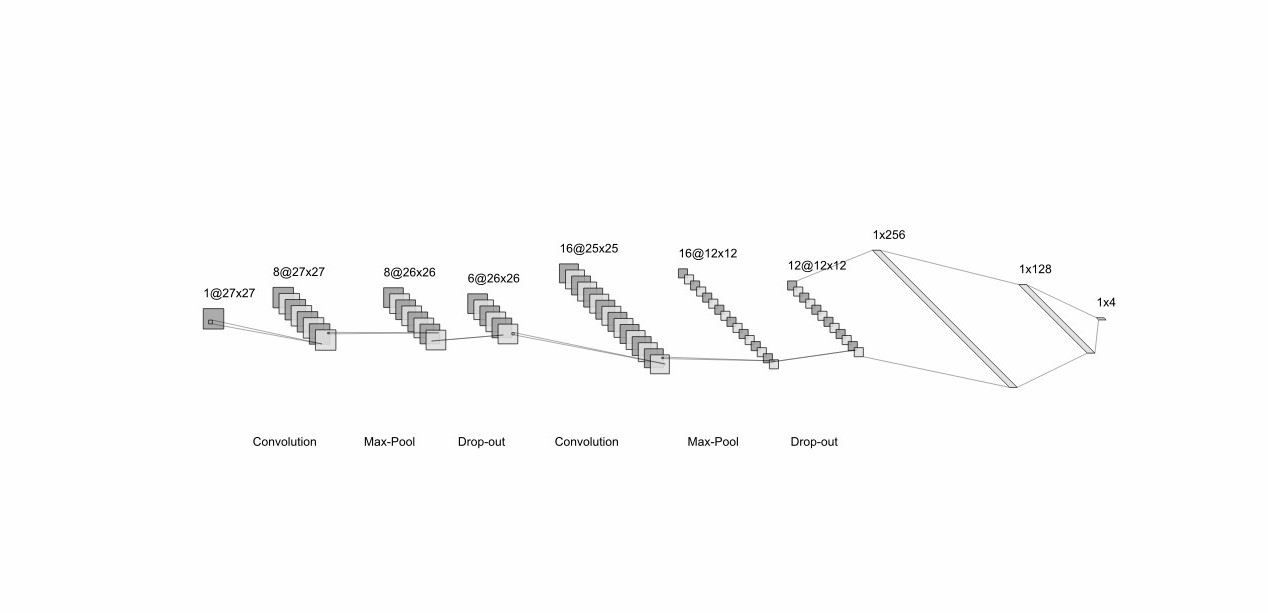 1@27x27
8@27x27
8@26x26
6@26x26
16@25x25
16@12x12
12@12x12
1x256
1x128
1x4
Convolution
Max-Pool
Drop-out
Convolution
Max-Pool
Drop-out